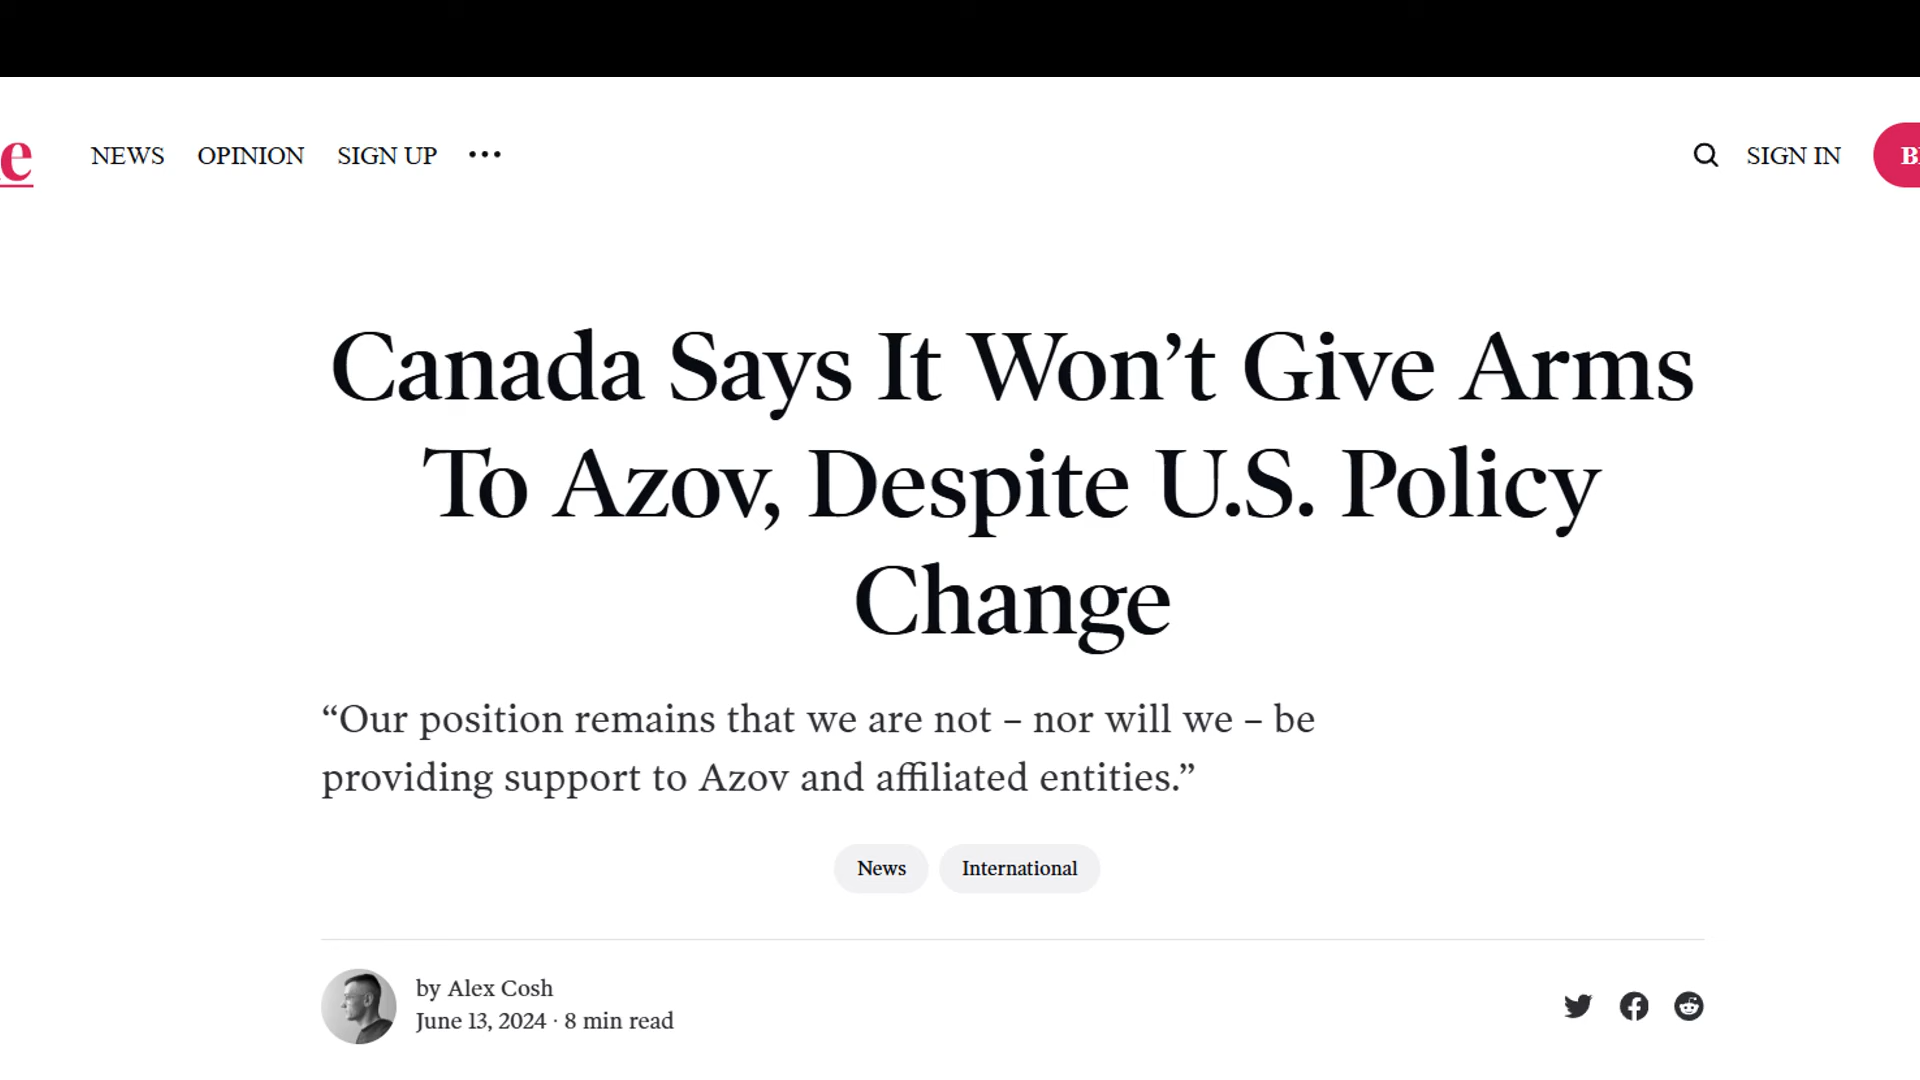 e
NEWS OPINION SIGN UP ••• SIGN IN B
Canada Says It Won’t Give Arms
To Azov, Despite U.S. Policy
Change
“Our position remains that we are not – nor will we – be
providing support to Azov and affiliated entities.”
News International
by Alex Cosh
June 13, 2024 · 8 min read